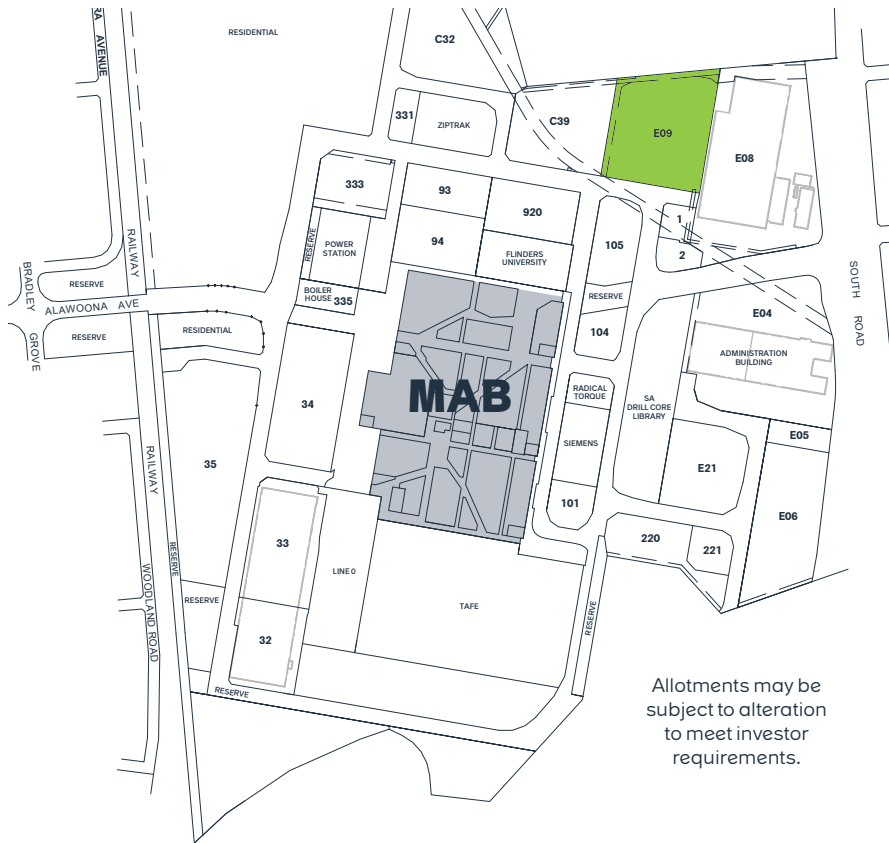 RA AVENUE
RESIDENTIAL
C32
331
ZIPTRAK
C39
E09
E08
333
93
920
94
FLINDERS
UNIVERSITY
105
1
2
RESERVE
POWER
STATION
BOILER
HOUSE
335
RESERVE
104
RAILWAY
BRADLEY
GROVE
RESERVE
ALAWOONA AVE
RESERVE
RESIDENTIAL
SOUTH
ROAD
E04
ADMINISTRATION
BUILDING
34
MAB
RADICAL
TORQUE
SA
DRILL CORE
LIBRARY
SIEMENS
E05
35
RAILWAY
E21
101
E06
33
220
221
LINE 0
RESERVE
WOODLAND ROAD
RESERVE
TAFE
RESERVE
32
RESERVE
Allotments may be
subject to alteration
to meet investor
requirements.